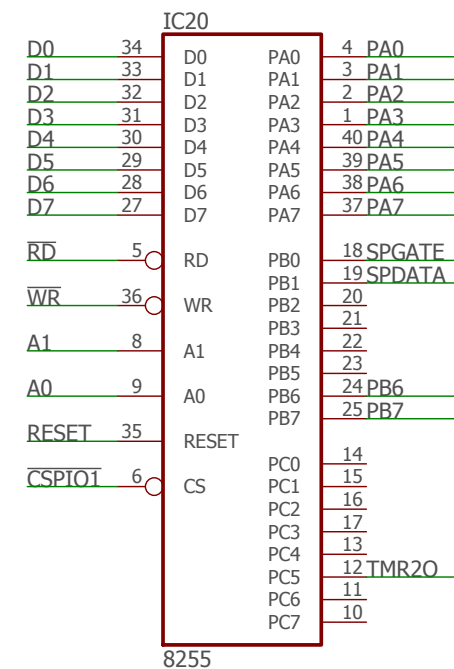 IC20
D0 34 D0 PA0 4 PA0
D1 33 D1 PA1 3 PA1
D2 32 D2 PA2 2 PA2
D3 31 D3 PA3 1 PA3
D4 30 D4 PA4 40 PA4
D5 29 D5 PA5 39 PA5
D6 28 D6 PA6 38 PA6
D7 27 D7 PA7 37 PA7
RD 5 RD PB0 18 SPGATE
PB1 19 SPDATA
WR 36 WR PB2 20
PB3 21
A1 8 A1 PB4 22
PB5 23
A0 9 A0 PB6 24 PB6
PB7 25 PB7
RESET 35 RESET
PC0 14
CSPIO1 6 CS PC1 15
PC2 16
PC3 17
PC4 13
PC5 12 TMR2O
PC6 11
PC7 10
8255